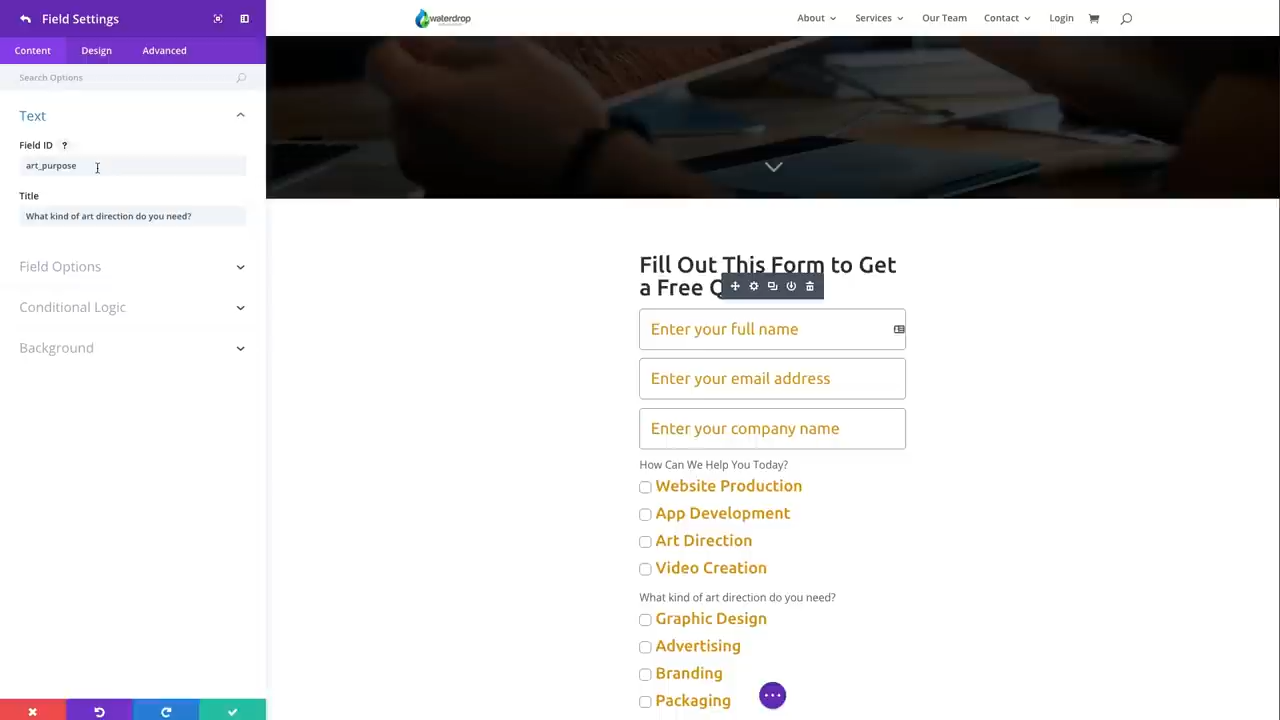 Field Settings
Content
Design
Advanced
Search Options
Text
Field ID ?
art_purpose
Title
What kind of art direction do you need?
Field Options
Conditional Logic
Background
waterdrop
About
Services
Our Team
Contact
Login
Fill Out This Form to Get
a Free
Enter your full name
Enter your email address
Enter your company name
How Can We Help You Today?
Website Production
App Development
Art Direction
Video Creation
What kind of art direction do you need?
Graphic Design
Advertising
Branding
Packaging